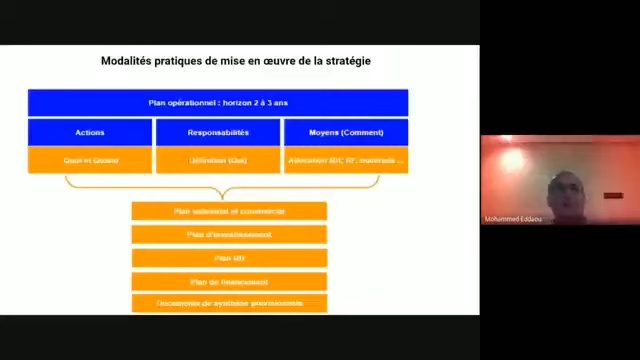 Modalités pratiques de mise en œuvre de la stratégie
Plan opérationnel : horizon 2 à 3 ans
Actions
Responsabilités
Moyens (Comment)
Quoi et Quand
Définition (Qui)
Allocation RH, RF, matériels ...
Plan industriel et commercial
Plan d'investissement
Plan RH
Plan de financement
Documents de synthèse prévisionnels
Mohammed Eddaou